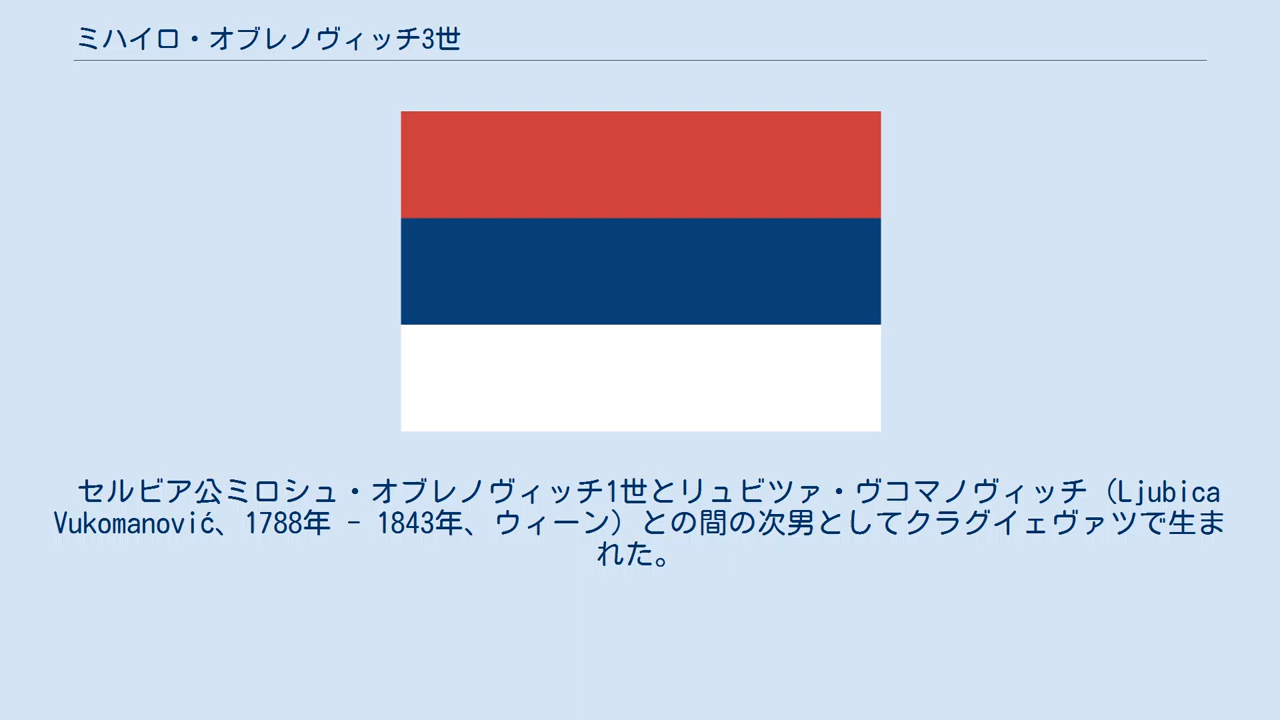 ミハイロ・オブレノヴィッチ3世
セルビア公ミロシュ・オブレノヴィッチ1世とリュビツァ・ヴコマノヴィッチ（Ljubica
Vukomanović、1788年 - 1843年、ウィーン）との間の次男としてクラグイェヴァツで生ま
れた。